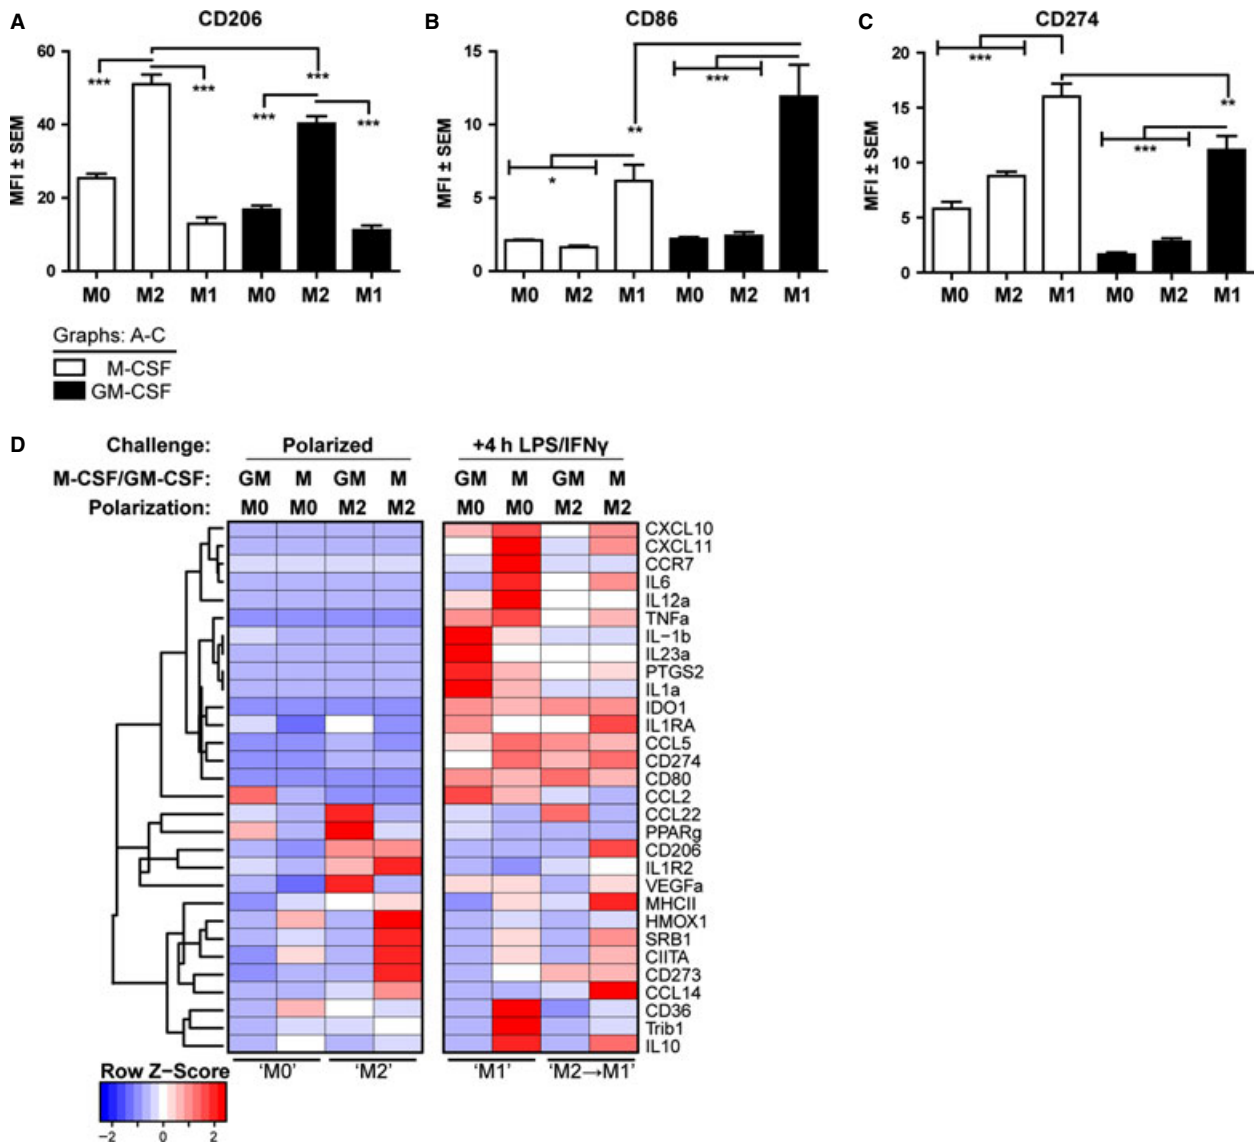 A
CD206
MFI ± SEM
60
40
20
0
***
***
***
***
***
M0 M2 M1 M0 M2 M1
B
CD86
MFI ± SEM
15
10
5
0
*
**
***
M0 M2 M1 M0 M2 M1
C
CD274
MFI ± SEM
20
15
10
5
0
***
**
***
M0 M2 M1 M0 M2 M1
Graphs: A-C
M-CSF
GM-CSF
D
Challenge: Polarized +4 h LPS/IFNγ
M-CSF/GM-CSF: GM M GM M GM M GM M
Polarization: M0 M0 M2 M2 M0 M0 M2 M2
CXCL10
CXCL11
CCR7
IL6
IL12a
TNFa
IL−1b
IL23a
PTGS2
IL1a
IDO1
IL1RA
CCL5
CD274
CD80
CCL2
CCL22
PPARg
CD206
IL1R2
VEGFa
MHCII
HMOX1
SRB1
CIITA
CD273
CCL14
CD36
Trib1
IL10
‘M0’ ‘M2’ ‘M1’ ‘M2→M1’
Row Z−Score
−2 0 2